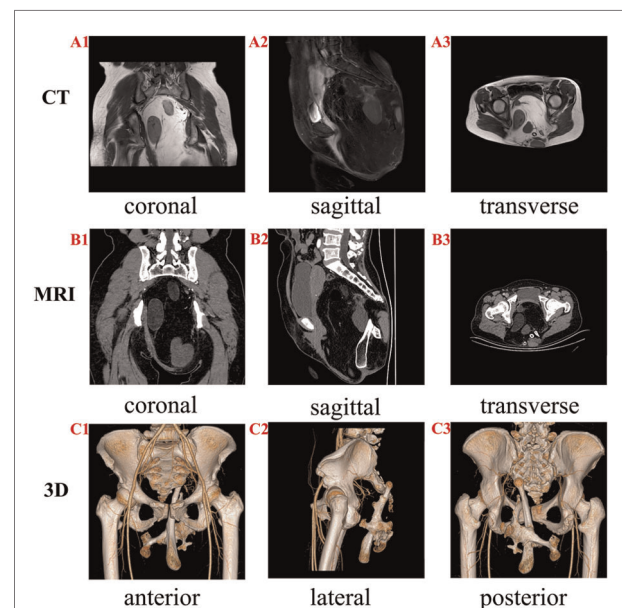 A1 A2 A3
CT
coronal sagittal transverse
B1 B2 B3
MRI
coronal sagittal transverse
C1 C2 C3
3D
anterior lateral posterior